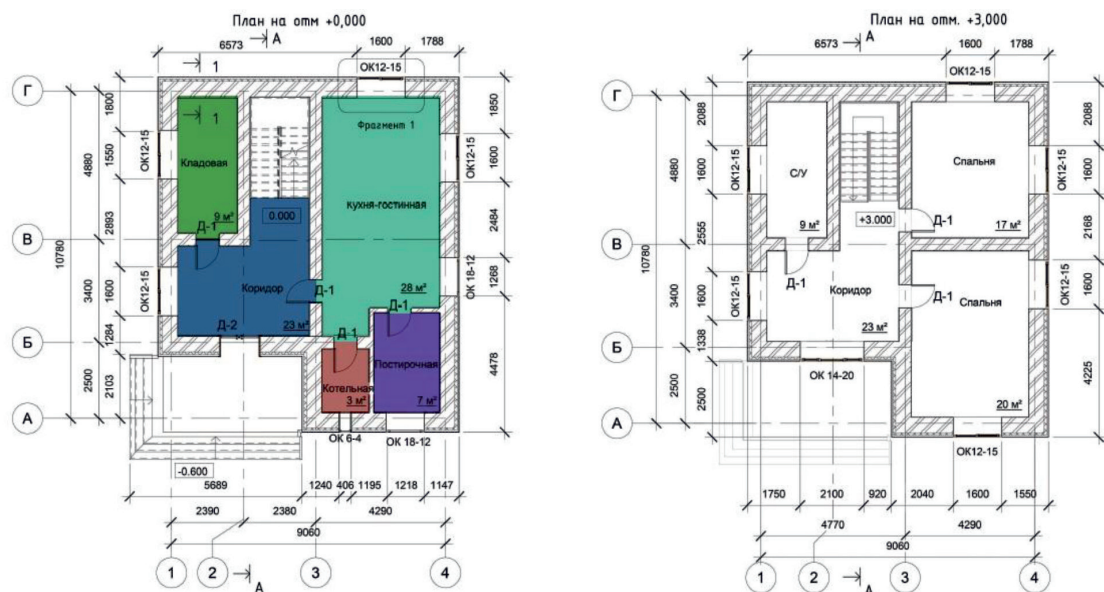 План на отм +0,000
А
6573
1600
1788
1
ОК12-15
Г
1800
1850
Фрагмент 1
1
ОК12-15
1550
1600
ОК12-15
4880
Кладовая
Кухня-гостинная
2893
2484
9 м²
0.000
Д-1
В
10780
ОК12-15
3400
1600
Коридор
Д-1
1268
ОК 18-12
28 м²
Д-1
Д-2
23 м²
Д-1
1284
Б
Постирочная
Котельная
4478
2500
2103
3 м²
7 м²
А
ОК 6-4
ОК 18-12
-0.600
5689
1240
406
1195
1218
1147
2390
2380
4290
9060
1
2
А
3
4
План на отм. +3,000
А
6573
1600
1788
ОК12-15
Г
2088
2088
ОК12-15
1600
1600
ОК12-15
4880
С/У
Спальня
2555
2168
+3.000
Д-1
9 м²
17 м²
В
10780
Д-1
ОК12-15
3400
1600
Коридор
Д-1
Спальня
1600
ОК12-15
23 м²
1338
Б
2500
2500
ОК 14-20
4225
20 м²
А
ОК12-15
1750
2100
920
2040
1600
1550
4770
4290
9060
1
2
А
3
4